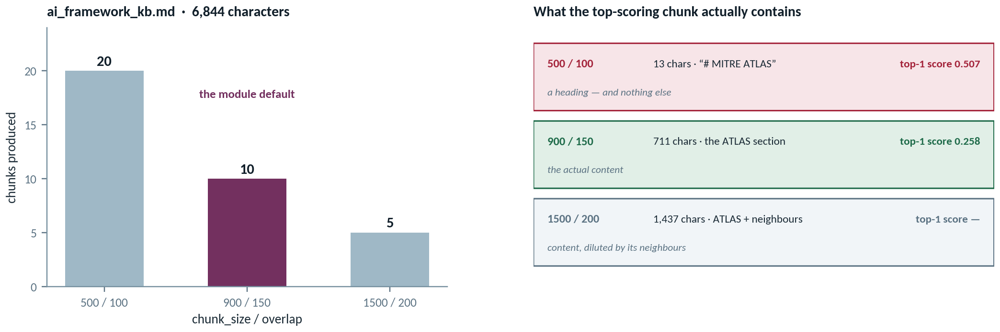 ai_framework_kb.md · 6,844 characters
20
the module default
10
5
20
15
10
5
0
chunks produced
500 / 100
900 / 150
1500 / 200
chunk_size / overlap
What the top-scoring chunk actually contains
500 / 100 13 chars · “# MITRE ATLAS” top-1 score 0.507
a heading — and nothing else
900 / 150 711 chars · the ATLAS section top-1 score 0.258
the actual content
1500 / 200 1,437 chars · ATLAS + neighbours top-1 score —
content, diluted by its neighbours